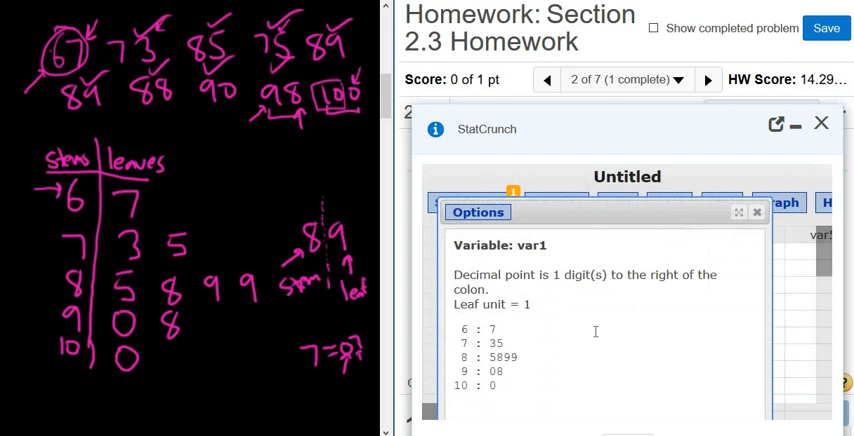 67 73 85 75 89
89 88 90 98 100
stems leaves
6 7
7 3 5
8 5 8 9 9
9 0 8
10 0
8 9
stem leaf
Homework: Section
2.3 Homework
Show completed problem
Save
Score: 0 of 1 pt
2 of 7 (1 complete)
HW Score: 14.29...
StatCrunch
Untitled
1
Options
Variable: var1
Decimal point is 1 digit(s) to the right of the
colon.
Leaf unit = 1
6 : 7
7 : 35
8 : 5899
9 : 08
10 : 0